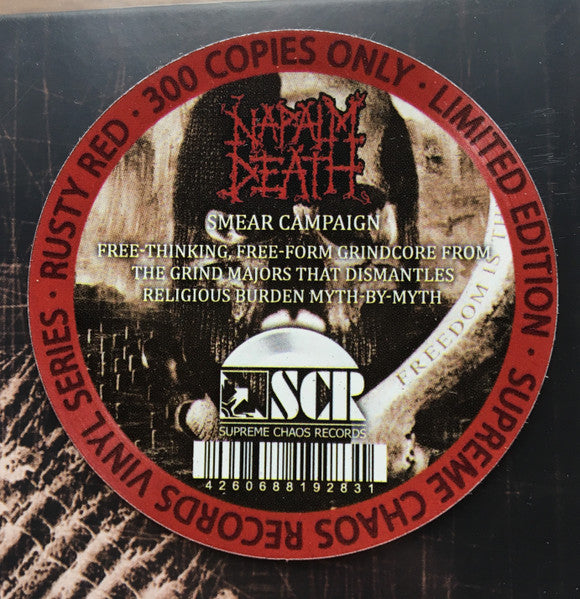 RUSTY RED · 300 COPIES ONLY · LIMITED EDITION · SUPREME CHAOS RECORDS VINYL SERIES ·
NAPALM
DEATH
SMEAR CAMPAIGN
FREE-THINKING, FREE-FORM GRINDCORE FROM
THE GRIND MAJORS THAT DISMANTLES
RELIGIOUS BURDEN MYTH-BY-MYTH
FREEDOM IS
SCR
SUPREME CHAOS RECORDS
4260688192831